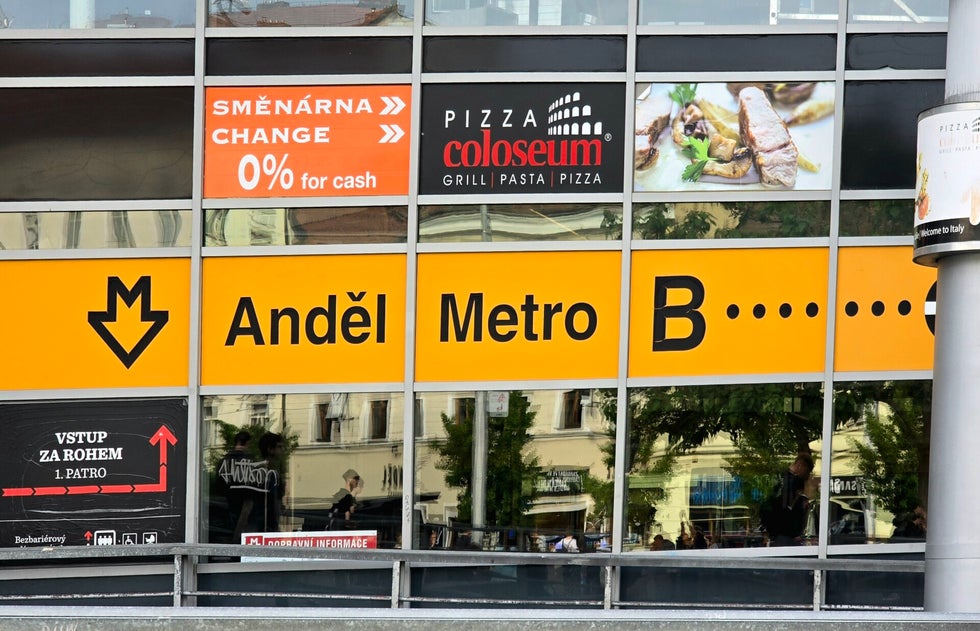 SMĚNÁRNA
CHANGE
0% for cash
PIZZA
coloseum®
GRILL | PASTA | PIZZA
PIZZA
Welcome to Italy
M
Anděl
Metro
B
VSTUP
ZA ROHEM
1. PATRO
Bezbariérový
DOPRAVNÍ INFORMACE